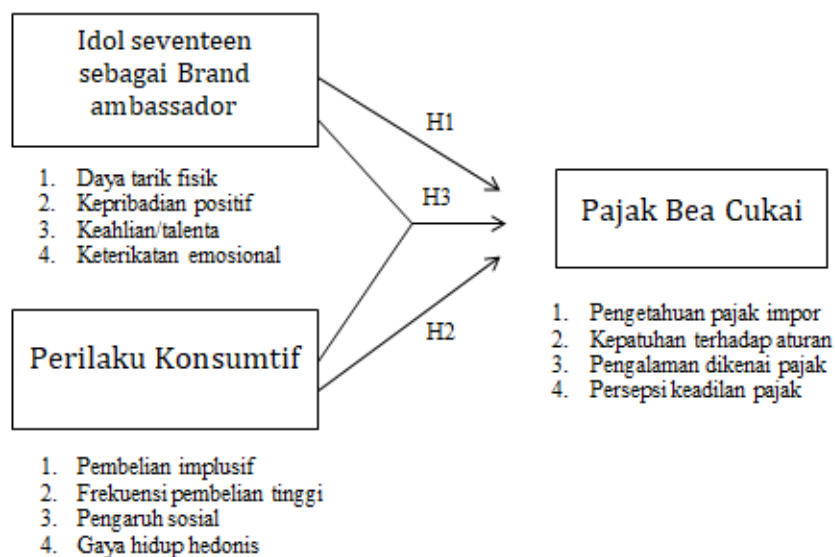 Idol seventeen
sebagai Brand
ambassador
1. Daya tarik fisik
2. Kepribadian positif
3. Keahlian/talenta
4. Keterikatan emosional
H1
H3
H2
Pajak Bea Cukai
1. Pengetahuan pajak impor
2. Kepatuhan terhadap aturan
3. Pengalaman dikenai pajak
4. Persepsi keadilan pajak
Perilaku Konsumtif
1. Pembelian implusif
2. Frekuensi pembelian tinggi
3. Pengaruh sosial
4. Gaya hidup hedonis